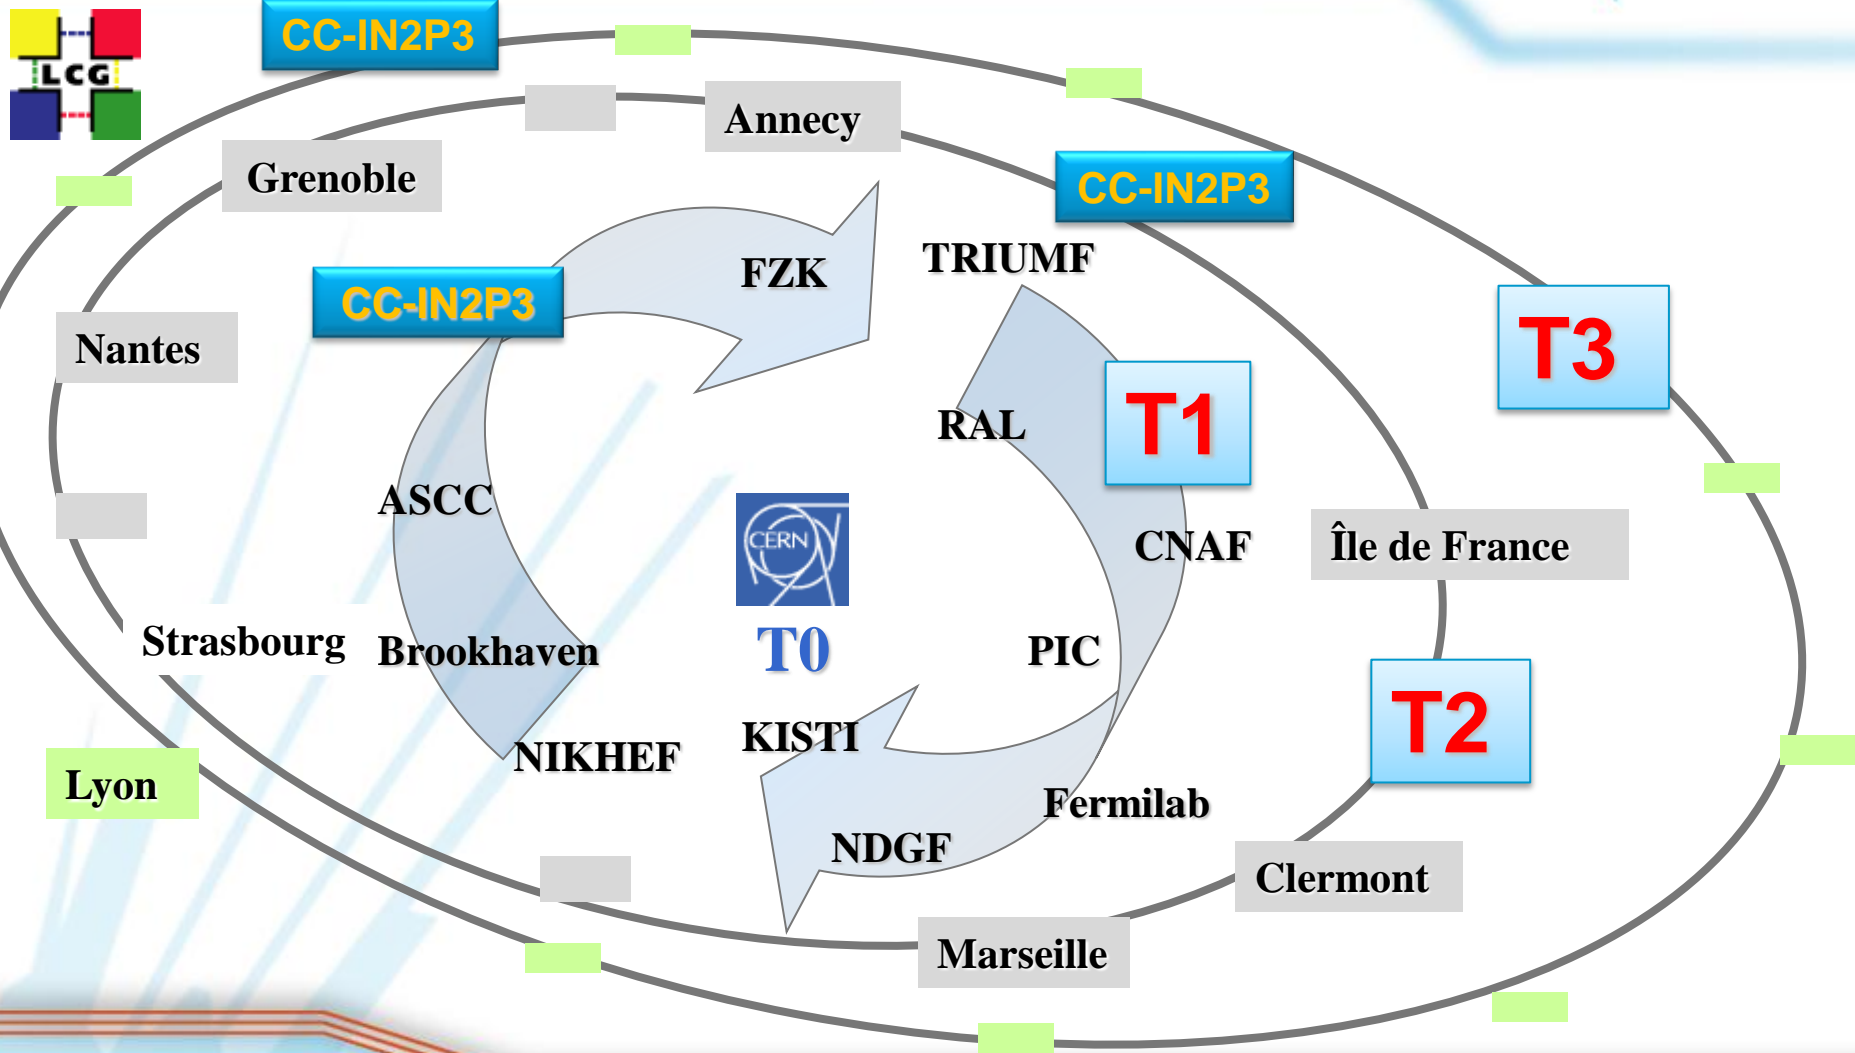 CC-IN2P3
LCG
Annecy
Grenoble
CC-IN2P3
TRIUMF
FZK
CC-IN2P3
T3
Nantes
T1
RAL
ASCC
CERN
CNAF
Île de France
Strasbourg
Brookhaven
T0
PIC
T2
KISTI
NIKHEF
Lyon
Fermilab
NDGF
Clermont
Marseille